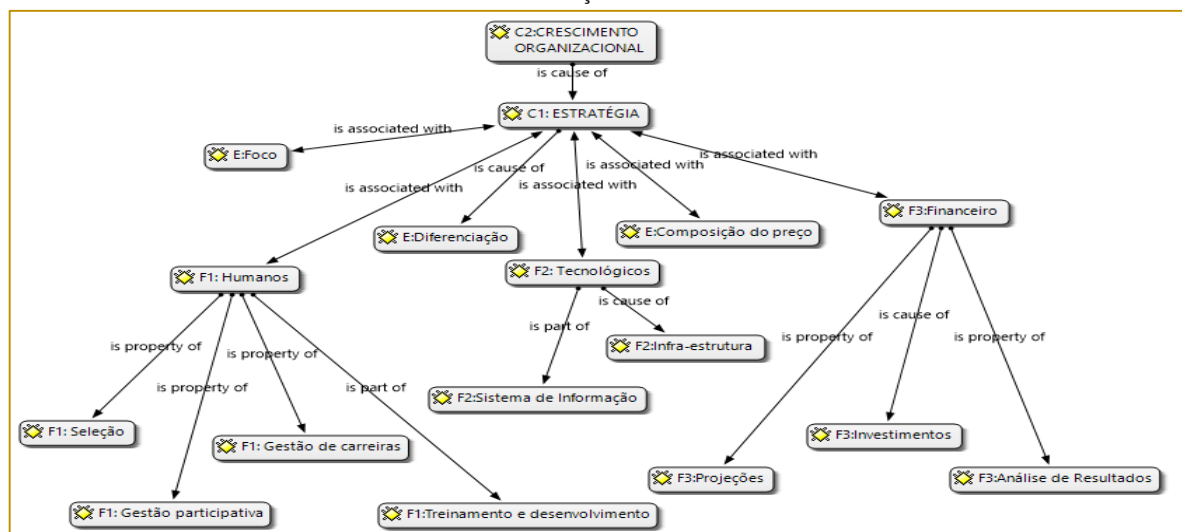 C2:CRESCIMENTO
ORGANIZACIONAL
is cause of
C1: ESTRATÉGIA
is associated with
E:Foco
is associated with
is cause of
is associated with
is associated with
is associated with
E:Diferenciação
E:Composição do preço
F3:Financeiro
F1: Humanos
F2: Tecnológicos
is cause of
is part of
F2:Infra-estrutura
F2:Sistema de Informação
is property of
is property of
is property of
is part of
F1: Seleção
F1: Gestão de carreiras
F1: Gestão participativa
F1:Treinamento e desenvolvimento
is property of
is cause of
is property of
F3:Investimentos
F3:Projeções
F3:Análise de Resultados